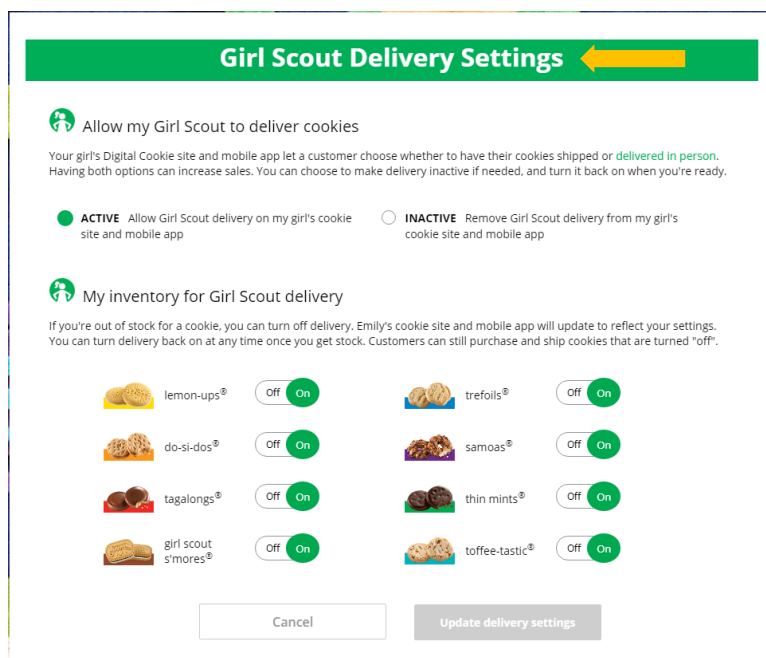 Girl Scout Delivery Settings
Allow my Girl Scout to deliver cookies
Your girl's Digital Cookie site and mobile app let a customer choose whether to have their cookies shipped or delivered in person.
Having both options can increase sales. You can choose to make delivery inactive if needed, and turn it back on when you're ready.
ACTIVE Allow Girl Scout delivery on my girl's cookie
site and mobile app
INACTIVE Remove Girl Scout delivery from my girl's
cookie site and mobile app
My inventory for Girl Scout delivery
If you're out of stock for a cookie, you can turn off delivery. Emily's cookie site and mobile app will update to reflect your settings.
You can turn delivery back on at any time once you get stock. Customers can still purchase and ship cookies that are turned "off".
lemon-ups® Off On
trefoils® Off On
do-si-dos® Off On
samoas® Off On
tagalongs® Off On
thin mints® Off On
girl scout
s'mores® Off On
toffee-tastic® Off On
Cancel
Update delivery settings